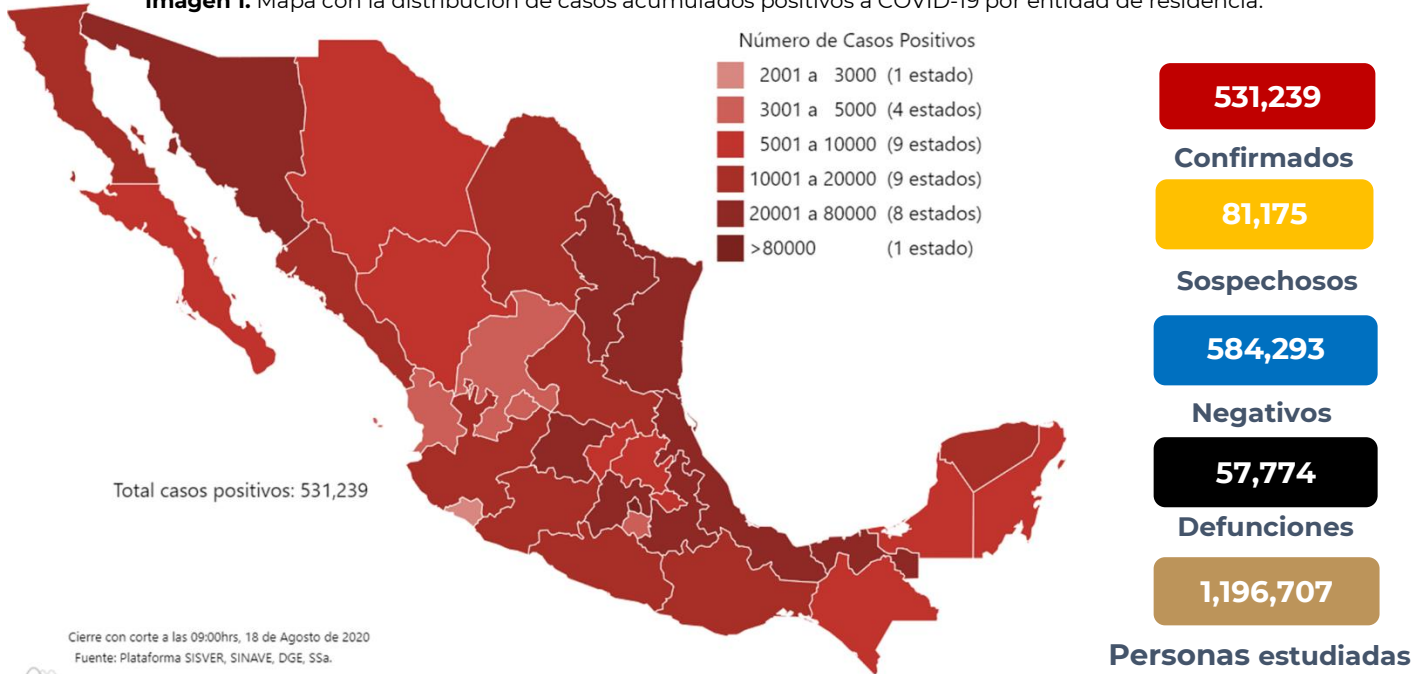 Imagen 1. Mapa con la distribución de casos acumulados positivos a COVID-19 por entidad de residencia.
Número de Casos Positivos
2001 a 3000 (1 estado)
3001 a 5000 (4 estados)
5001 a 10000 (9 estados)
10001 a 20000 (9 estados)
20001 a 80000 (8 estados)
>80000 (1 estado)
Total casos positivos: 531,239
Cierre con corte a las 09:00hrs, 18 de Agosto de 2020
Fuente: Plataforma SISVER, SINAVE, DGE, SSa.
531,239
Confirmados
81,175
Sospechosos
584,293
Negativos
57,774
Defunciones
1,196,707
Personas estudiadas